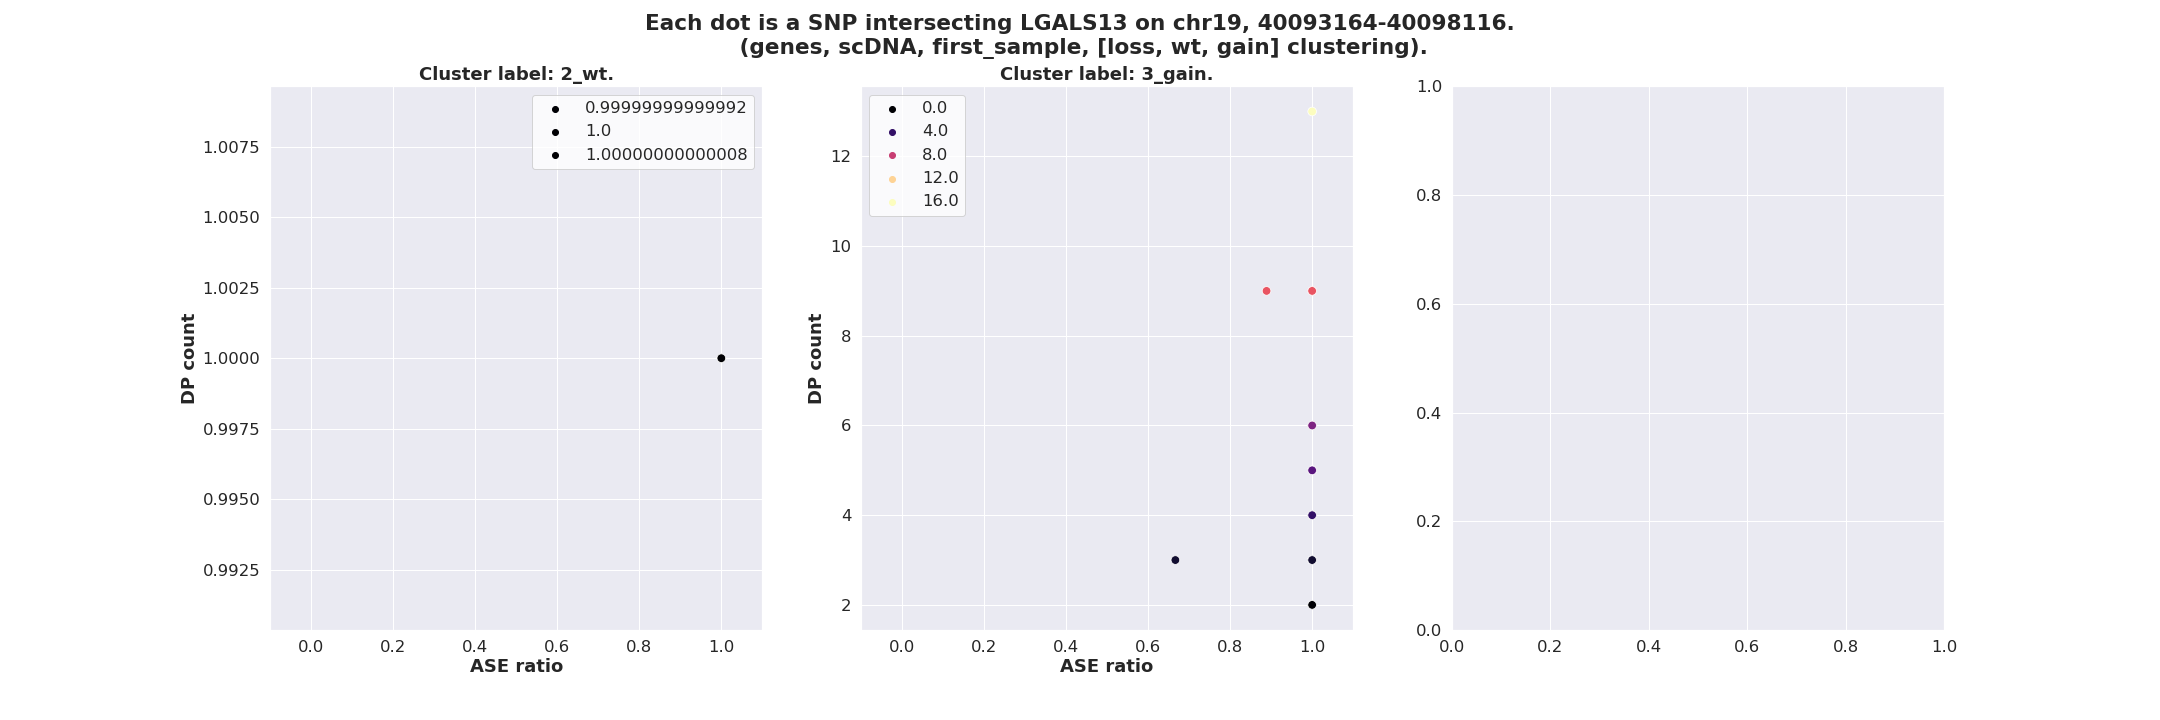 Each dot is a SNP intersecting LGALS13 on chr19, 40093164-40098116.
(genes, scDNA, first_sample, [loss, wt, gain] clustering).
Cluster label: 2_wt.
0.99999999999992
1.0
1.00000000000008
1.0075
1.0050
1.0025
1.0000
0.9975
0.9950
0.9925
DP count
0.0 0.2 0.4 0.6 0.8 1.0
ASE ratio
Cluster label: 3_gain.
0.0
4.0
8.0
12.0
16.0
12
10
8
6
4
2
DP count
0.0 0.2 0.4 0.6 0.8 1.0
ASE ratio
1.0
0.8
0.6
0.4
0.2
0.0
0.0 0.2 0.4 0.6 0.8 1.0